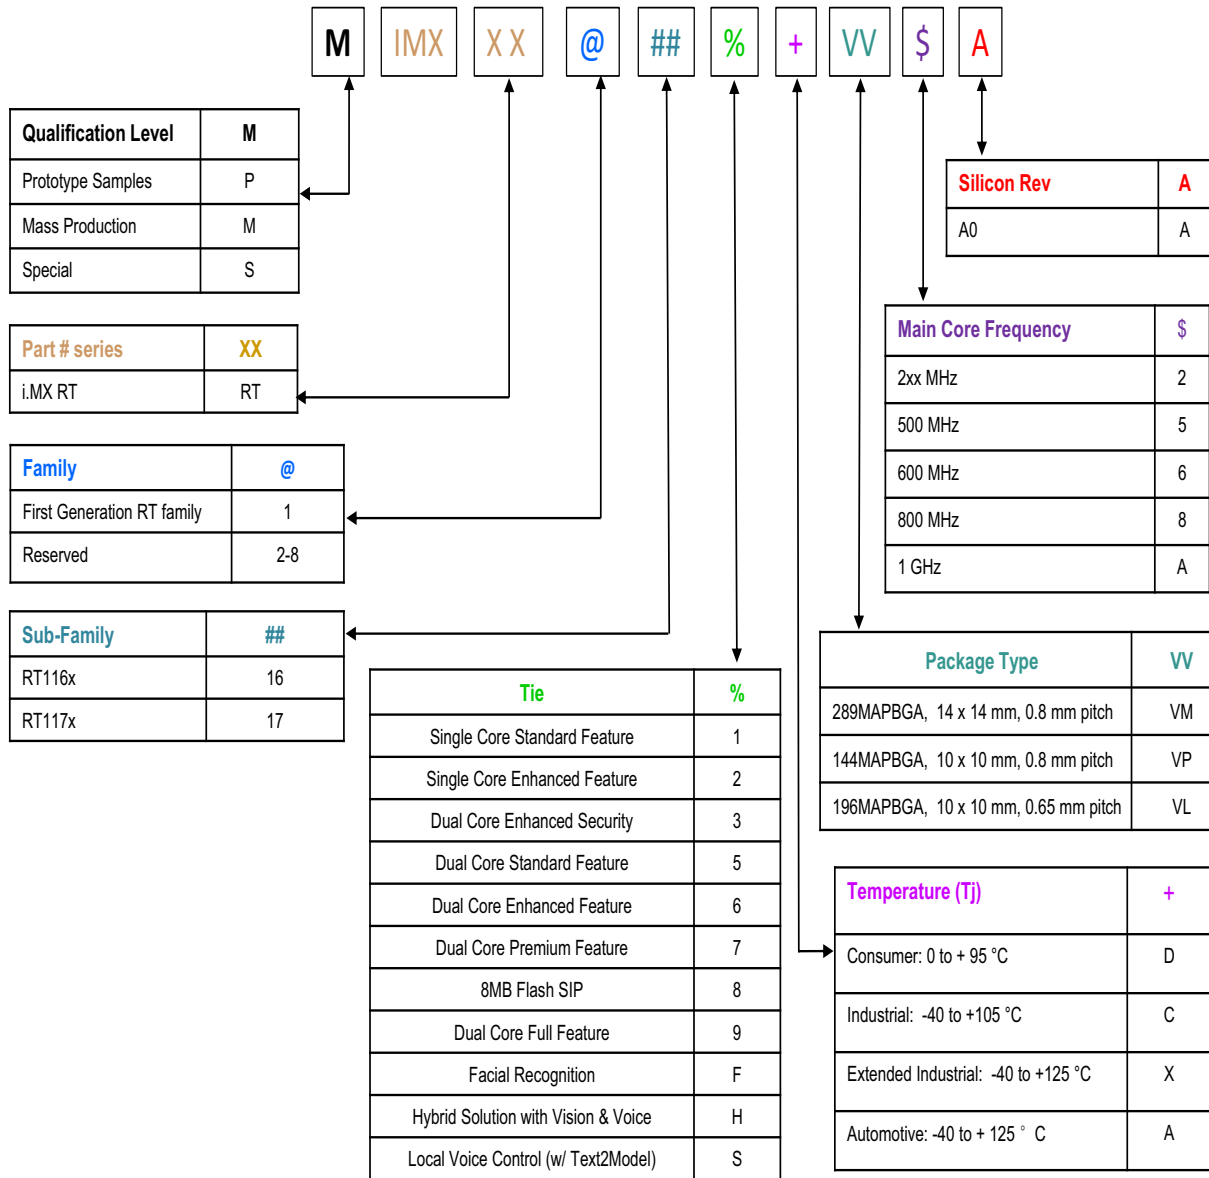 M IMX XX @ ## % + VV $ A
Qualification Level M
Prototype Samples P
Mass Production M
Special S
Part # series XX
i.MX RT RT
Family @
First Generation RT family 1
Reserved 2-8
Sub-Family ##
RT116x 16
RT117x 17
Tie %
Single Core Standard Feature 1
Single Core Enhanced Feature 2
Dual Core Enhanced Security 3
Dual Core Standard Feature 5
Dual Core Enhanced Feature 6
Dual Core Premium Feature 7
8MB Flash SIP 8
Dual Core Full Feature 9
Facial Recognition F
Hybrid Solution with Vision & Voice H
Local Voice Control (w/ Text2Model) S
Silicon Rev A
A0 A
Main Core Frequency $
2xx MHz 2
500 MHz 5
600 MHz 6
800 MHz 8
1 GHz A
Package Type VV
289MAPBGA, 14 x 14 mm, 0.8 mm pitch VM
144MAPBGA, 10 x 10 mm, 0.8 mm pitch VP
196MAPBGA, 10 x 10 mm, 0.65 mm pitch VL
Temperature (Tj) +
Consumer: 0 to + 95 °C D
Industrial: -40 to +105 °C C
Extended Industrial: -40 to +125 °C X
Automotive: -40 to + 125 ° C A